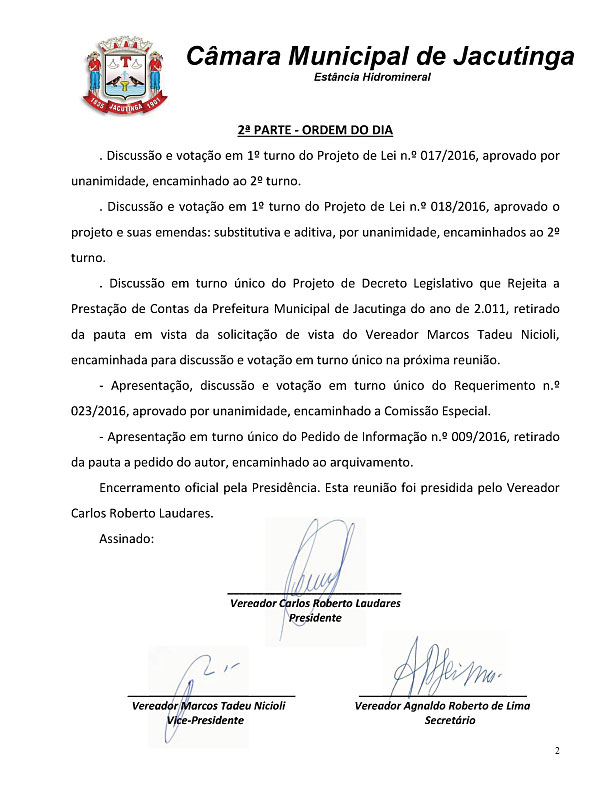 Câmara Municipal de Jacutinga
Estância Hidromineral
1835 JACUTINGA 1901
2ª PARTE - ORDEM DO DIA
. Discussão e votação em 1º turno do Projeto de Lei n.º 017/2016, aprovado por
unanimidade, encaminhado ao 2º turno.
. Discussão e votação em 1º turno do Projeto de Lei n.º 018/2016, aprovado o
projeto e suas emendas: substitutiva e aditiva, por unanimidade, encaminhados ao 2º
turno.
. Discussão em turno único do Projeto de Decreto Legislativo que Rejeita a
Prestação de Contas da Prefeitura Municipal de Jacutinga do ano de 2.011, retirado
da pauta em vista da solicitação de vista do Vereador Marcos Tadeu Nicioli,
encaminhada para discussão e votação em turno único na próxima reunião.
- Apresentação, discussão e votação em turno único do Requerimento n.º
023/2016, aprovado por unanimidade, encaminhado a Comissão Especial.
- Apresentação em turno único do Pedido de Informação n.º 009/2016, retirado
da pauta a pedido do autor, encaminhado ao arquivamento.
Encerramento oficial pela Presidência. Esta reunião foi presidida pelo Vereador
Carlos Roberto Laudares.
Assinado:
Vereador Carlos Roberto Laudares
Presidente
Vereador Marcos Tadeu Nicioli
Vice-Presidente
Vereador Agnaldo Roberto de Lima
Secretário
2